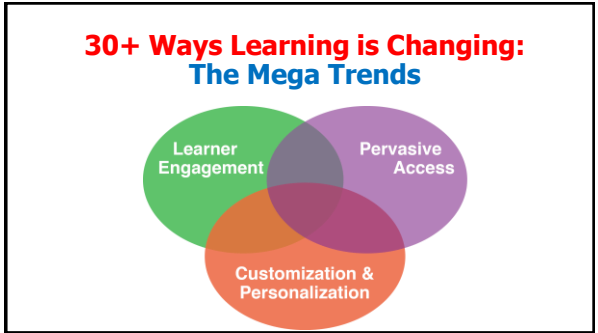 30+ Ways Learning is Changing:
The Mega Trends
Learner
Engagement
Pervasive
Access
Customization &
Personalization